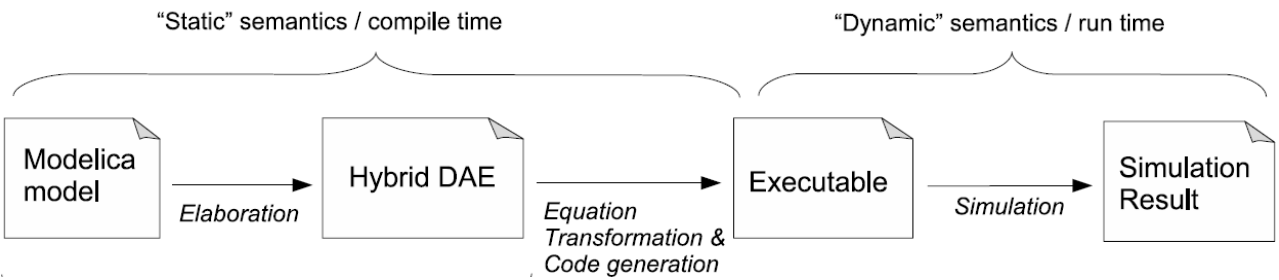 “Static” semantics / compile time
“Dynamic” semantics / run time
Modelica
model
Elaboration
Hybrid DAE
Equation
Transformation &
Code generation
Executable
Simulation
Simulation
Result